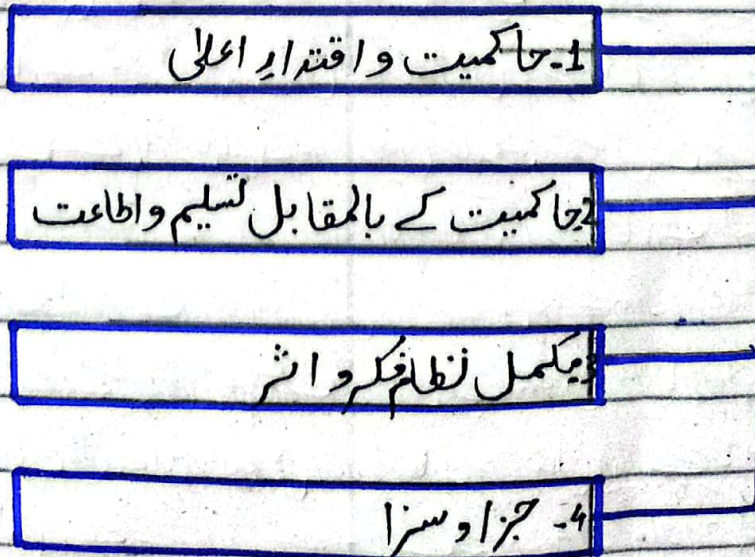 1۔ حاکمیت و اقتدارِ اعلیٰ
2۔ حاکمیت کے بالمقابل تسلیم و اطاعت
3۔ مکمل نظام فکر و اثر
4۔ جزا و سزا